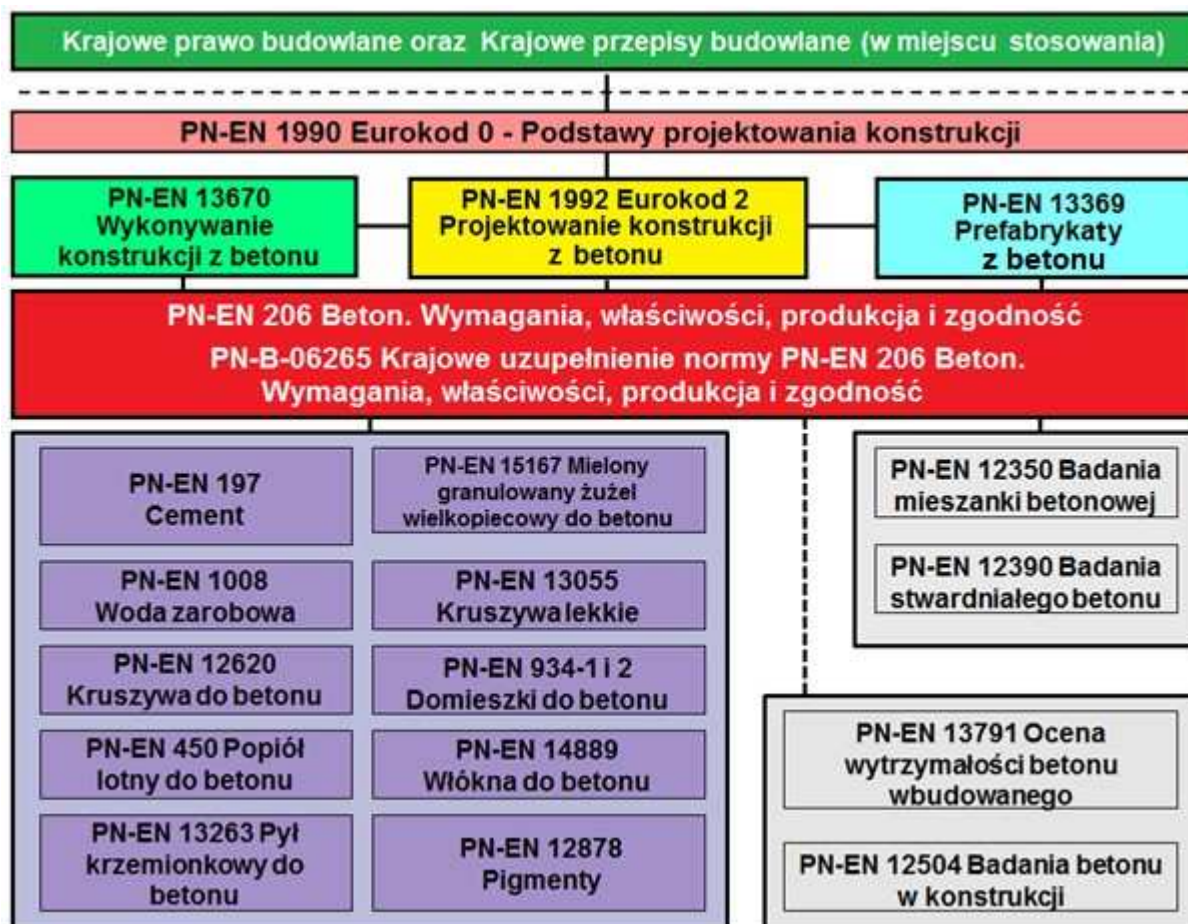 Krajowe prawo budowlane oraz Krajowe przepisy budowlane (w miejscu stosowania)
PN-EN 1990 Eurokod 0 - Podstawy projektowania konstrukcji
PN-EN 13670
Wykonywanie
konstrukcji z betonu
PN-EN 1992 Eurokod 2
Projektowanie konstrukcji
z betonu
PN-EN 13369
Prefabrykaty
z betonu
PN-EN 206 Beton. Wymagania, właściwości, produkcja i zgodność
PN-B-06265 Krajowe uzupełnienie normy PN-EN 206 Beton.
Wymagania, właściwości, produkcja i zgodność
PN-EN 197
Cement
PN-EN 15167 Mielony
granulowany żużel
wielkopiecowy do betonu
PN-EN 1008
Woda zarobowa
PN-EN 13055
Kruszywa lekkie
PN-EN 12620
Kruszywa do betonu
PN-EN 934-1 i 2
Domieszki do betonu
PN-EN 450 Popiół
lotny do betonu
PN-EN 14889
Włókna do betonu
PN-EN 13263 Pył
krzemionkowy do
betonu
PN-EN 12878
Pigmenty
PN-EN 12350 Badania
mieszanki betonowej
PN-EN 12390 Badania
stwardniałego betonu
PN-EN 13791 Ocena
wytrzymałości betonu
wbudowanego
PN-EN 12504 Badania betonu
w konstrukcji